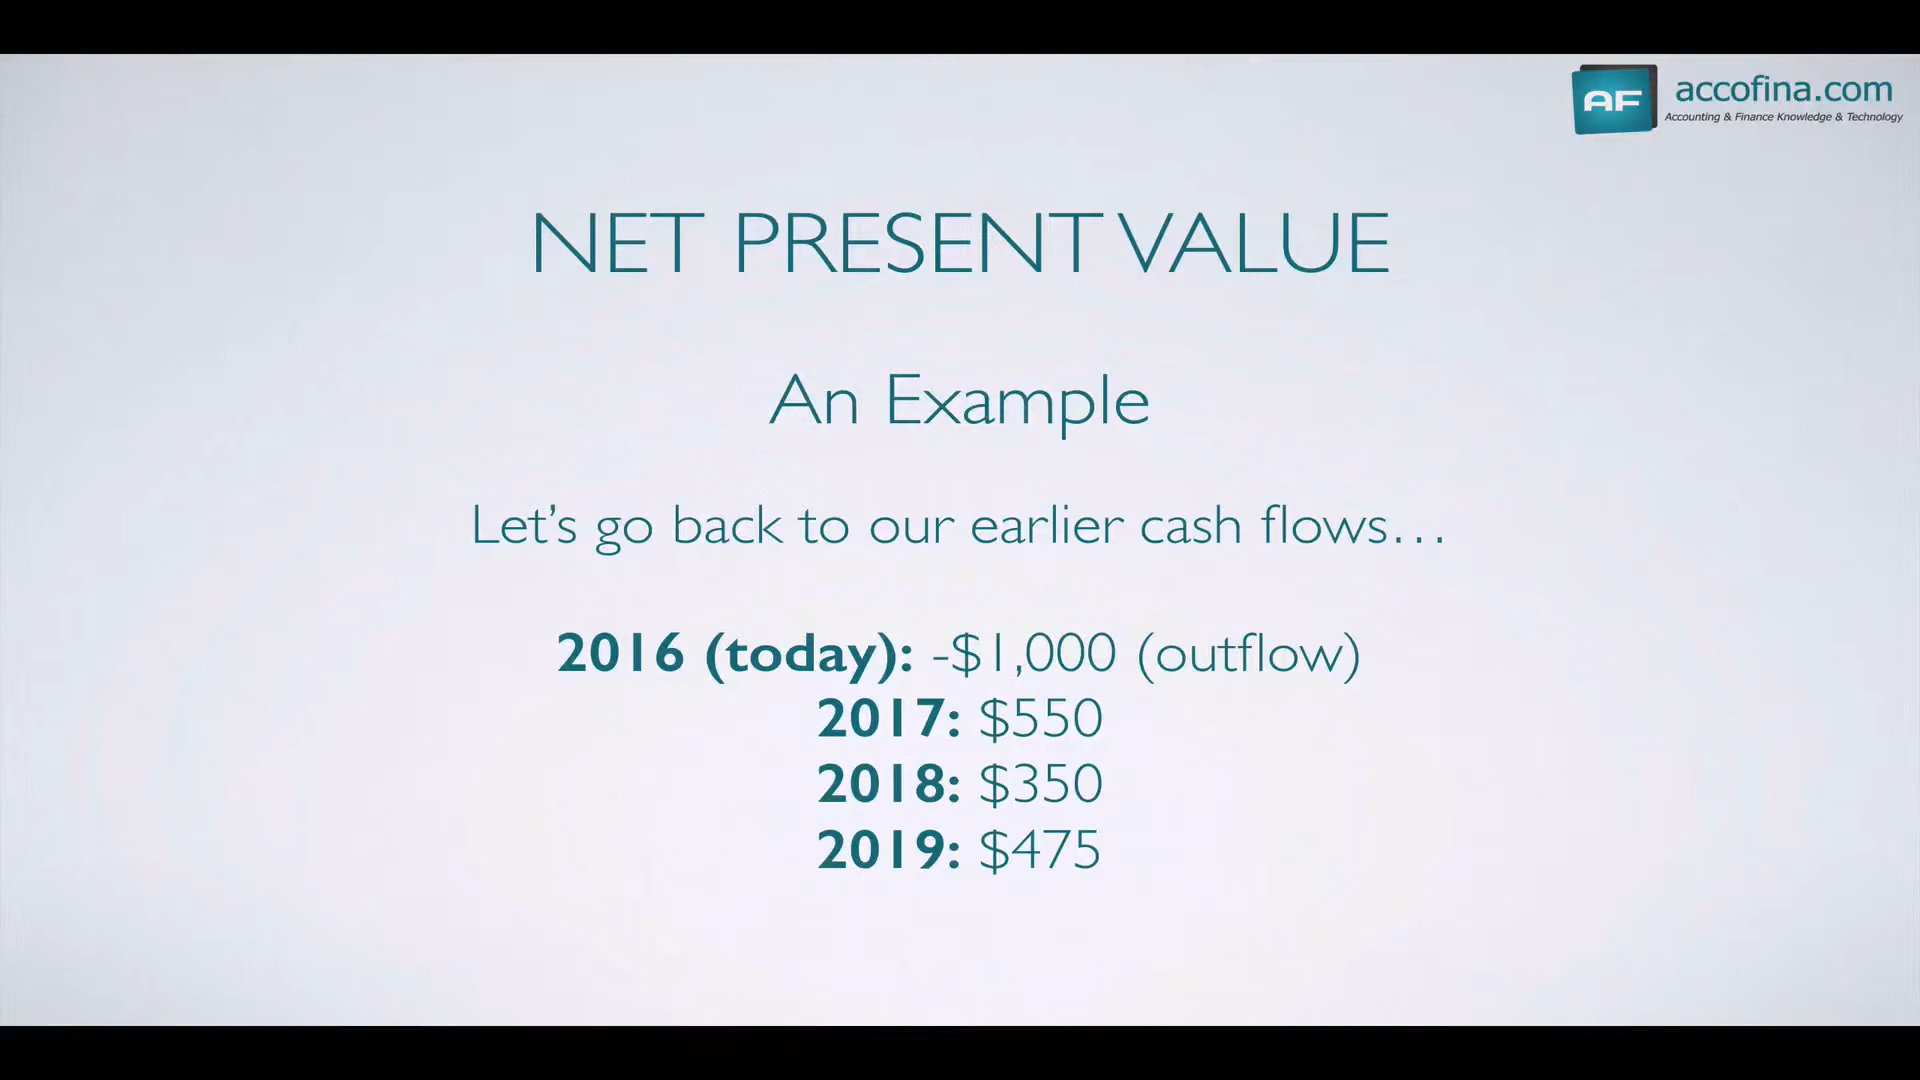 AF accofina.com
Accounting & Finance Knowledge & Technology
NET PRESENT VALUE
An Example
Let’s go back to our earlier cash flows…
2016 (today): -$1,000 (outflow)
2017: $550
2018: $350
2019: $475